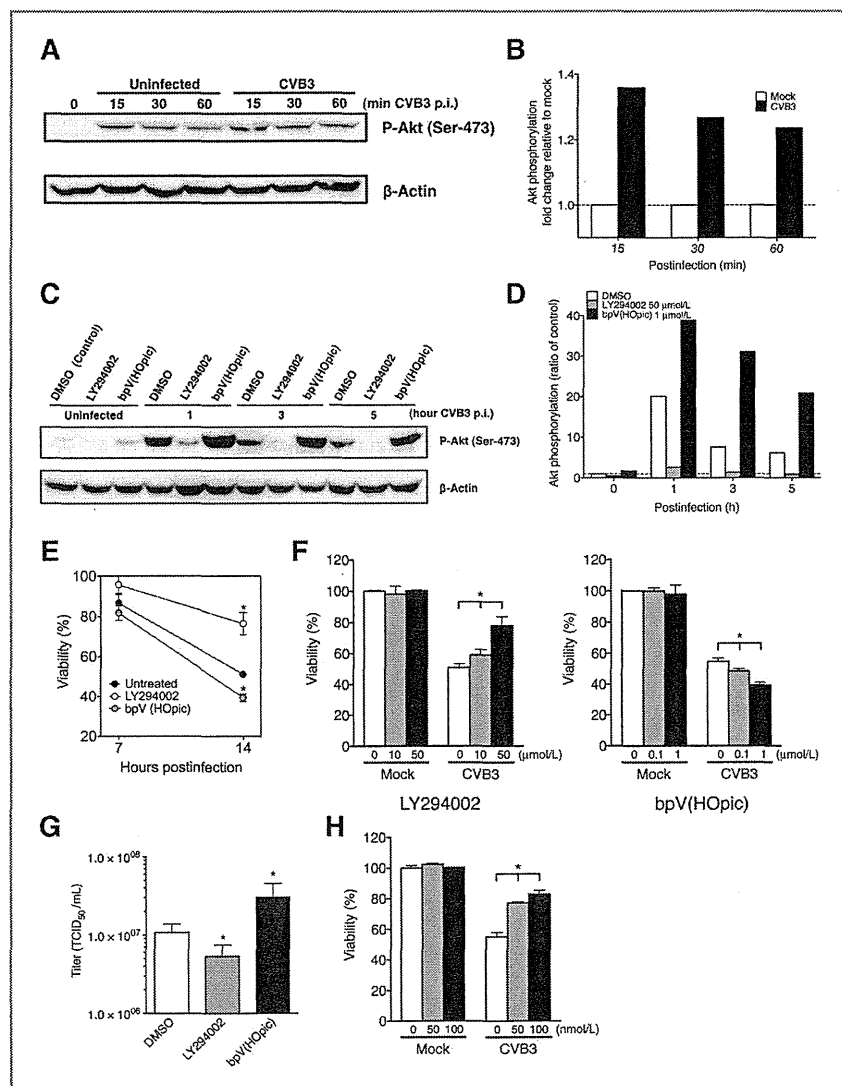 A
Uninfected CVB3
0 15 30 60 15 30 60 (min CVB3 p.i.)
P-Akt (Ser-473)
β-Actin
B
Akt phosphorylation
fold change relative to mock
1.4
1.2
1.0
Mock
CVB3
15 30 60
Postinfection (min)
C
DMSO (Control) LY294002 bpV(HOpic) DMSO LY294002 bpV(HOpic) DMSO LY294002 bpV(HOpic) DMSO LY294002 bpV(HOpic)
Uninfected 1 3 5 (hour CVB3 p.i.)
P-Akt (Ser-473)
β-Actin
D
Akt phosphorylation (ratio of control)
DMSO
LY294002 50 μmol/L
bpV(HOpic) 1 μmol/L
40
30
20
10
0
0 1 3 5
Postinfection (h)
E
Viability (%)
100
80
60
40
20
*
*
Untreated
LY294002
bpV (HOpic)
7 14
Hours postinfection
F
Viability (%)
120
100
80
60
40
20
0
*
0 10 50 0 10 50 (μmol/L)
Mock CVB3
LY294002
120
100
80
60
40
20
0
*
0 0.1 1 0 0.1 1 (μmol/L)
Mock CVB3
bpV(HOpic)
G
Titer (TCID50/mL)
1.0 × 10^08
1.0 × 10^07
1.0 × 10^06
*
*
DMSO LY294002 bpV(HOpic)
H
Viability (%)
120
100
80
60
40
20
0
*
0 50 100 0 50 100 (nmol/L)
Mock CVB3